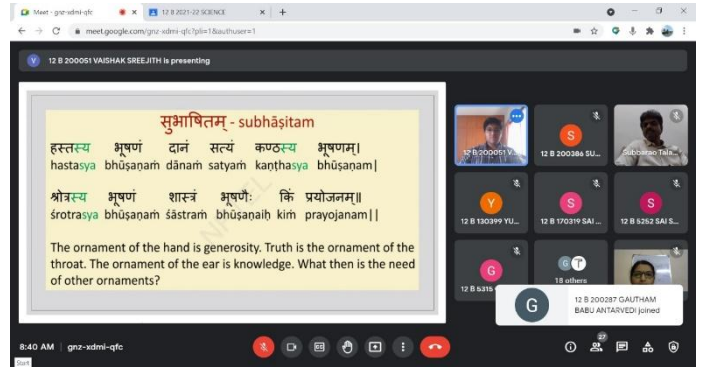 Meet - gnz-xdmi-qfc
12 B 2021-22 SCIENCE
meet.google.com/gnz-xdmi-qfc?pli=1&authuser=1
V 12 B 200051 VAISHAK SREEJITH is presenting
सुभाषितम् - subhāṣitam
हस्तस्य भूषणं दानं सत्यं कण्ठस्य भूषणम्।
hastasya bhūṣaṇaṁ dānaṁ satyaṁ kaṇṭhasya bhūṣaṇam|
श्रोत्रस्य भूषणं शास्त्रं भूषणैः किं प्रयोजनम्॥
śrotrasya bhūṣaṇaṁ śāstraṁ bhūṣaṇaiḥ kiṁ prayojanam||
The ornament of the hand is generosity. Truth is the ornament of the
throat. The ornament of the ear is knowledge. What then is the need
of other ornaments?
NPTEL
12 B 200051 V...
S
12 B 200386 SU...
Subbarao Tala...
Y
12 B 130399 YU...
S
12 B 170319 SAI ...
S
12 B 5252 SAI S...
G
12 B 5315
G T
18 others
G
12 B 200287 GAUTHAM
BABU ANTARVEDI joined
8:40 AM | gnz-xdmi-qfc
27
Start